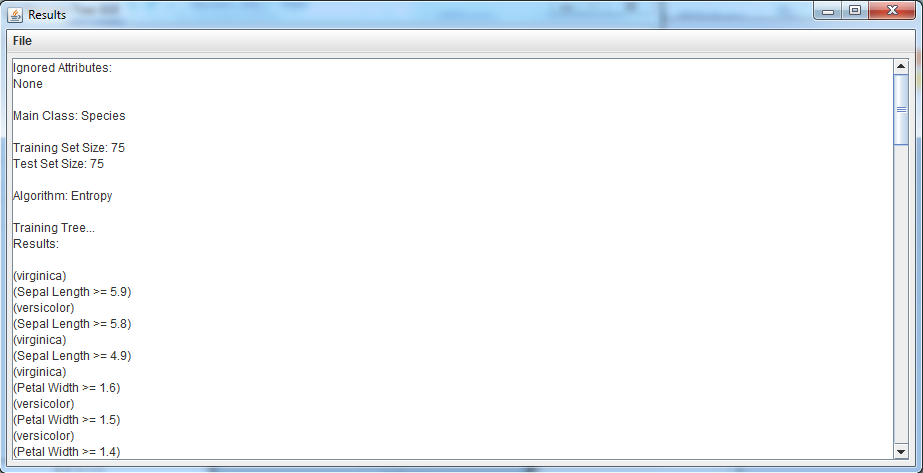 Results
File
Ignored Attributes:
None
Main Class: Species
Training Set Size: 75
Test Set Size: 75
Algorithm: Entropy
Training Tree...
Results:
(virginica)
(Sepal Length >= 5.9)
(versicolor)
(Sepal Length >= 5.8)
(virginica)
(Sepal Length >= 4.9)
(virginica)
(Petal Width >= 1.6)
(versicolor)
(Petal Width >= 1.5)
(versicolor)
(Petal Width >= 1.4)